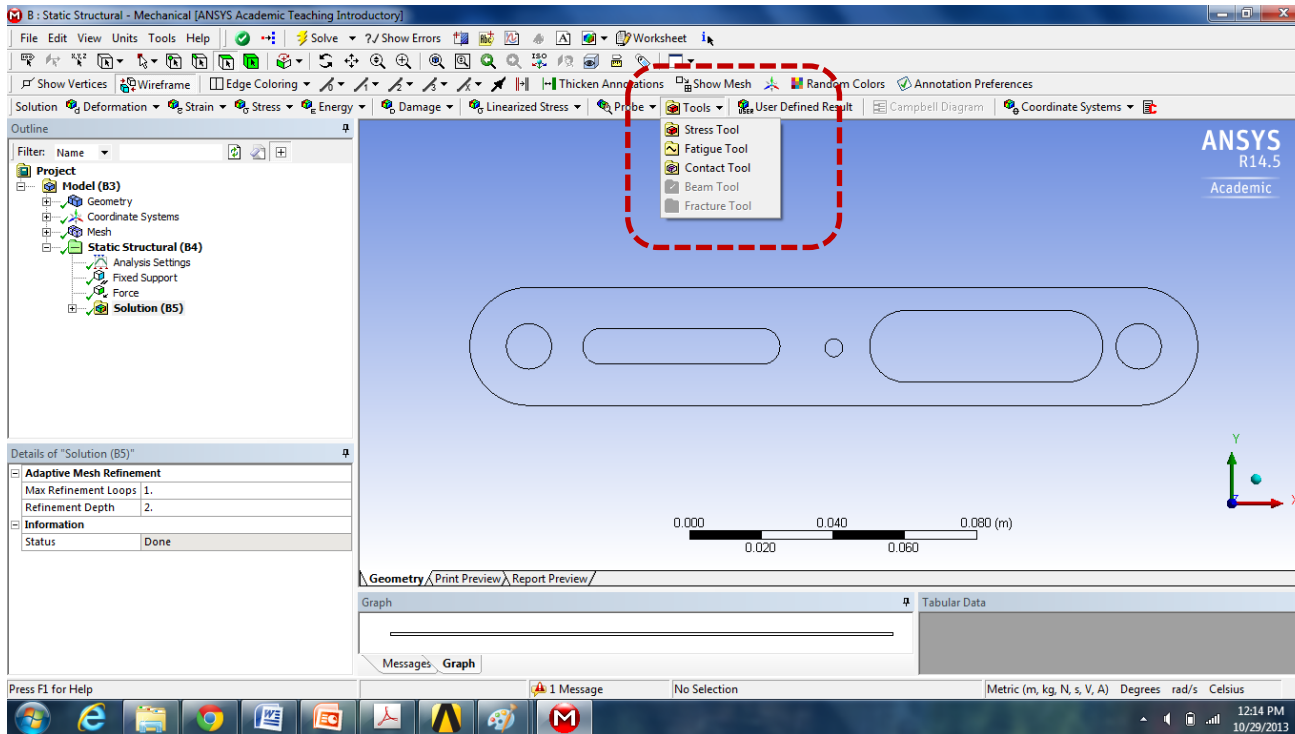 B : Static Structural - Mechanical [ANSYS Academic Teaching Introductory]
File Edit View Units Tools Help Solve ?✓ Show Errors Worksheet
Show Vertices Wireframe Edge Coloring Thicken Annotations Show Mesh Random Colors Annotation Preferences
Solution Deformation Strain Stress Energy Damage Linearized Stress Probe Tools User Defined Result Campbell Diagram Coordinate Systems
Stress Tool
Fatigue Tool
Contact Tool
Beam Tool
Fracture Tool
Outline
Filter: Name
Project
Model (B3)
Geometry
Coordinate Systems
Mesh
Static Structural (B4)
Analysis Settings
Fixed Support
Force
Solution (B5)
ANSYS
R14.5
Academic
Y
X
0.000 0.040 0.080 (m)
0.020 0.060
Details of "Solution (B5)"
Adaptive Mesh Refinement
Max Refinement Loops 1.
Refinement Depth 2.
Information
Status Done
Geometry Print Preview Report Preview
Graph
Tabular Data
Messages Graph
Press F1 for Help 1 Message No Selection Metric (m, kg, N, s, V, A) Degrees rad/s Celsius
12:14 PM
10/29/2013